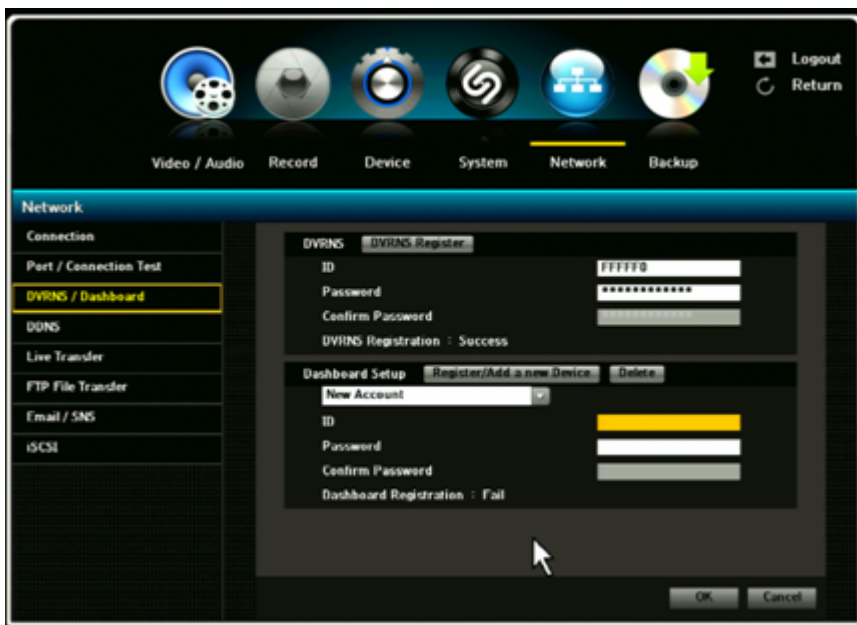 Logout
Return
Video / Audio Record Device System Network Backup
Network
Connection
Port / Connection Test
DVRNS / Dashboard
DDNS
Live Transfer
FTP File Transfer
Email / SNS
iSCSI
DVRNS DVRNS Register
ID FFFFF0
Password ************
Confirm Password ************
DVRNS Registration : Success
Dashboard Setup Register/Add a new Device Delete
New Account
ID
Password
Confirm Password
Dashboard Registration : Fail
OK Cancel